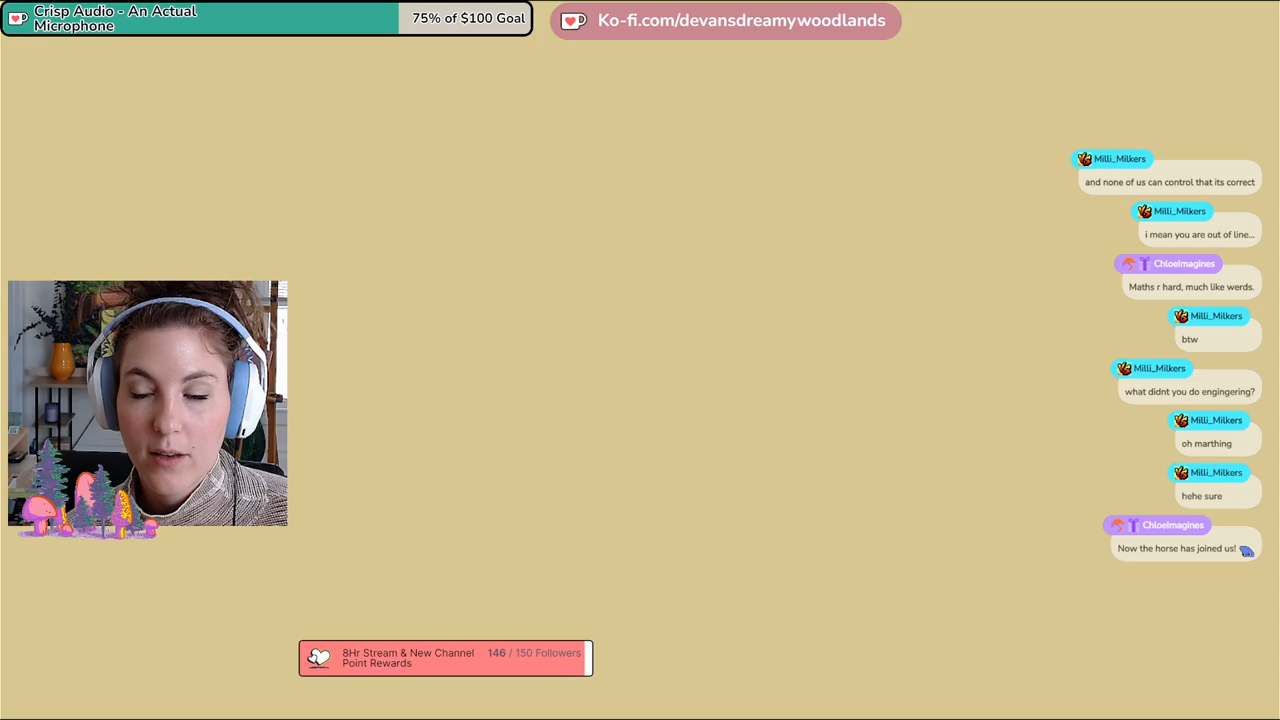 Crisp Audio - An Actual
Microphone
75% of $100 Goal
Ko-fi.com/devansdreamywoodlands
Milli_Milkers
and none of us can control that its correct
Milli_Milkers
i mean you are out of line...
ChloeImagines
Maths r hard, much like werds.
Milli_Milkers
btw
Milli_Milkers
what didnt you do engingering?
Milli_Milkers
oh marthing
Milli_Milkers
hehe sure
ChloeImagines
Now the horse has joined us!
8Hr Stream & New Channel
Point Rewards
146 / 150 Followers